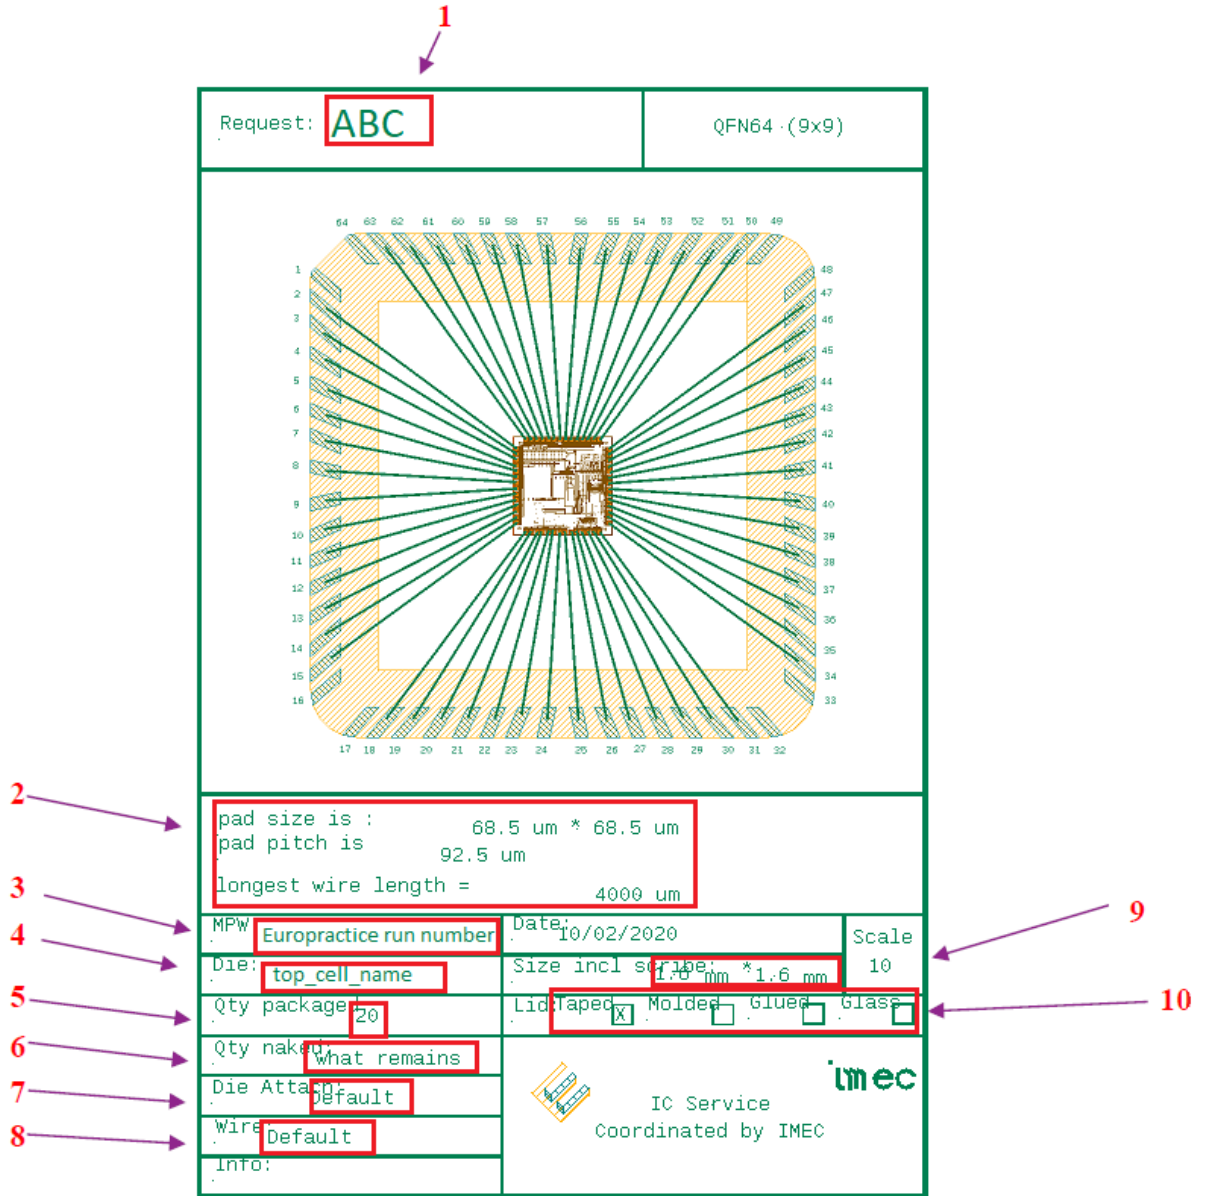 1
Request: ABC
QFN64 (9x9)
64 63 62 61 60 59 58 57 56 55 54 53 52 51 50 49
1
2
3
4
5
6
7
8
9
10
11
12
13
14
15
16
48
47
46
45
44
43
42
41
40
39
38
37
36
35
34
33
17 18 19 20 21 22 23 24 25 26 27 28 29 30 31 32
2
pad size is : 68.5 um * 68.5 um
pad pitch is 92.5 um
longest wire length = 4000 um
3
MPW Europractice run number
Date: 10/02/2020
Scale
10
4
Die: top_cell_name
Size incl scribe: 1.6 mm *1.6 mm
9
5
Qty package 20
Lid: Taped X Molded Glued Glass
10
6
Qty naked: What remains
7
Die Attach: Default
8
Wire Default
Info:
imec
IC Service
Coordinated by IMEC